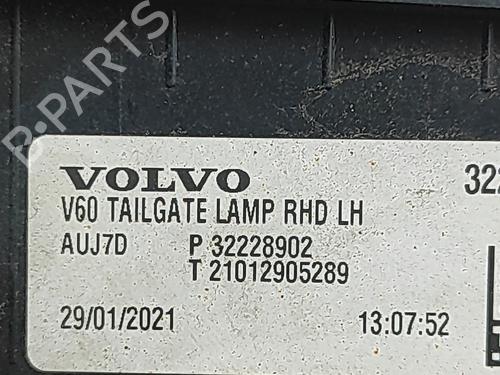 B-PARTS
VOLVO
V60 TAILGATE LAMP RHD LH
AUJ7D P 32228902
T 21012905289
29/01/2021 13:07:52